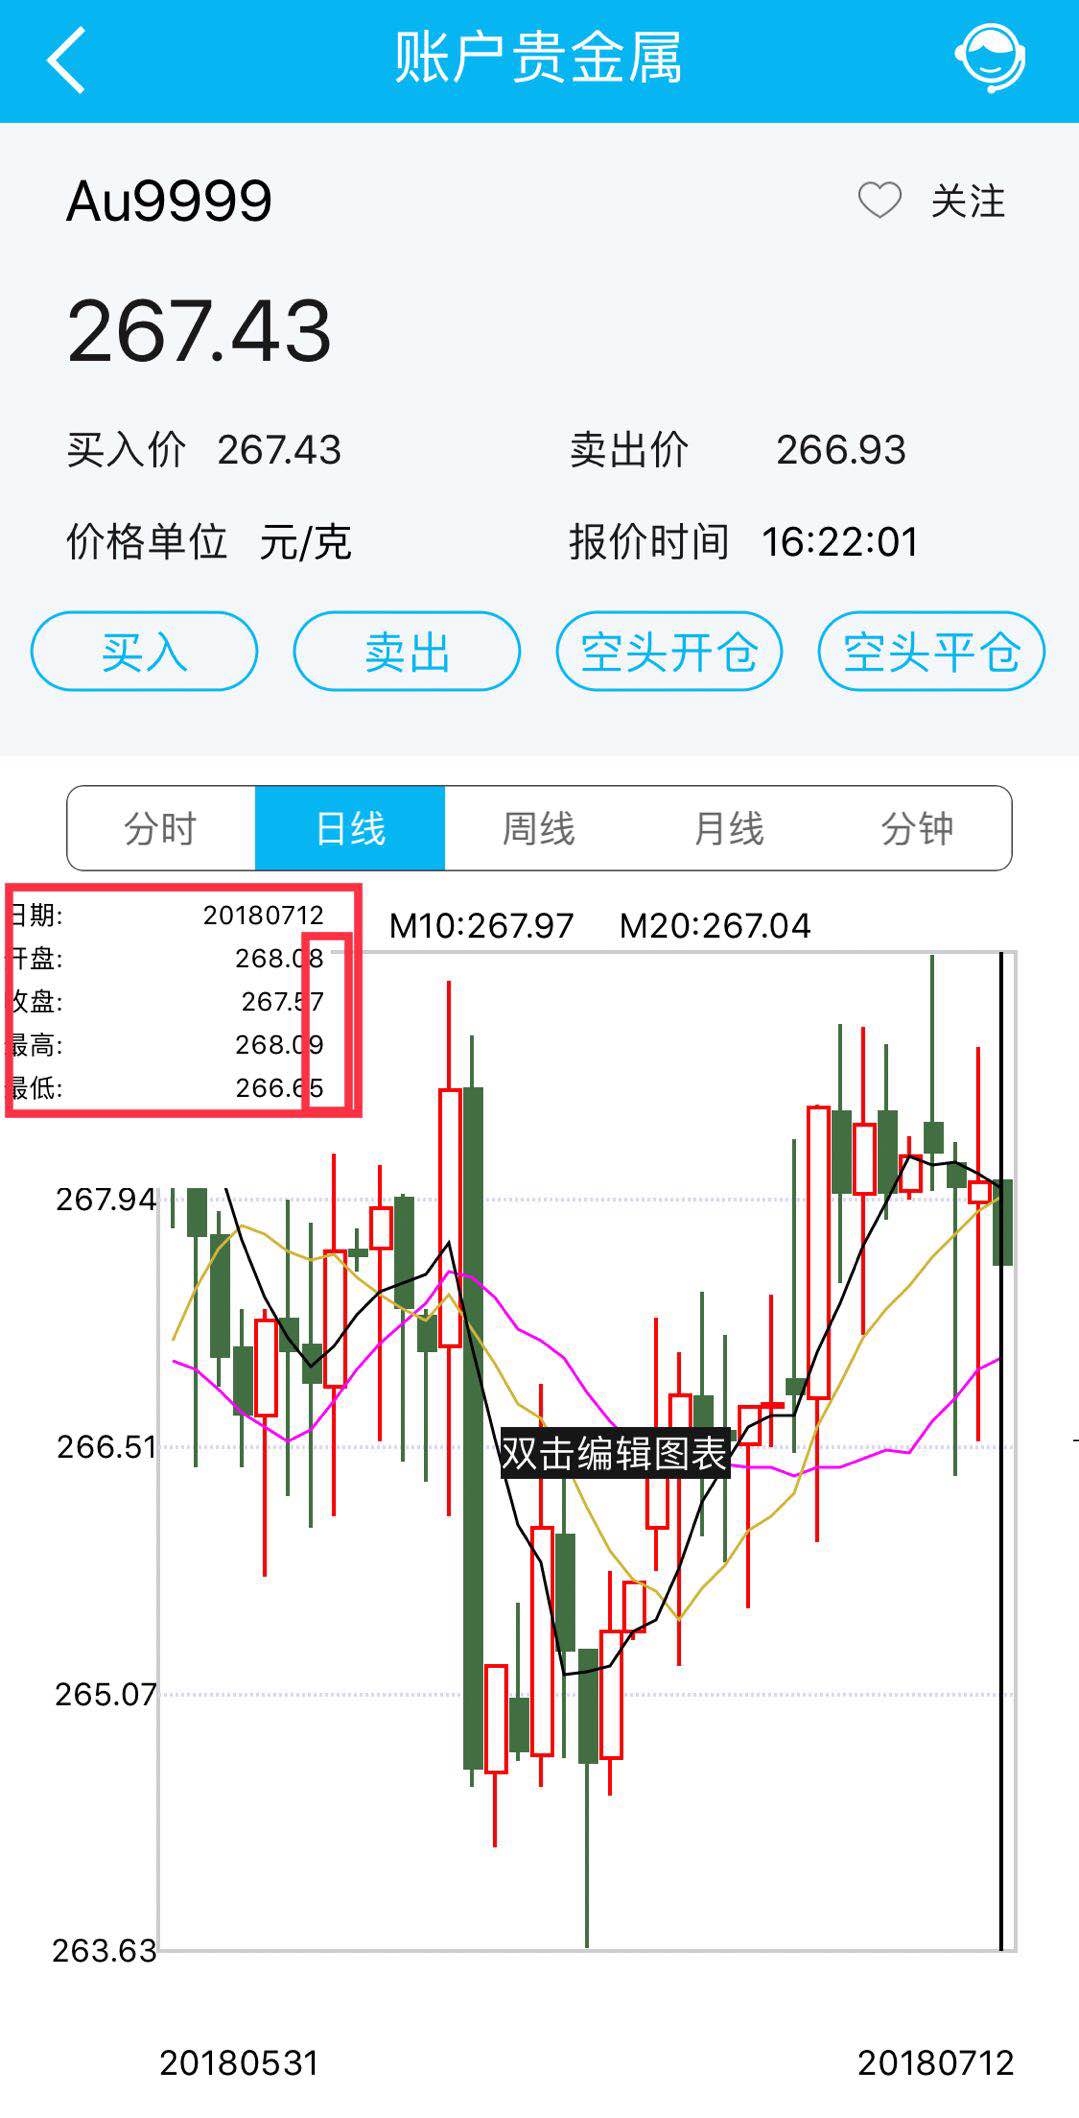 账户贵金属
Au9999
关注
267.43
买入价 267.43 卖出价 266.93
价格单位 元/克 报价时间 16:22:01
买入 卖出 空头开仓 空头平仓
分时 日线 周线 月线 分钟
日期: 20180712
M10:267.97 M20:267.04
开盘: 268.08
收盘: 267.57
最高: 268.09
最低: 266.65
267.94
266.51
双击编辑图表
265.07
263.63
20180531 20180712